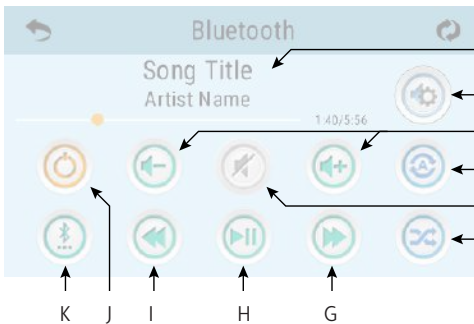 Bluetooth
Song Title
Artist Name
1:40/5:56
A
K J I H G